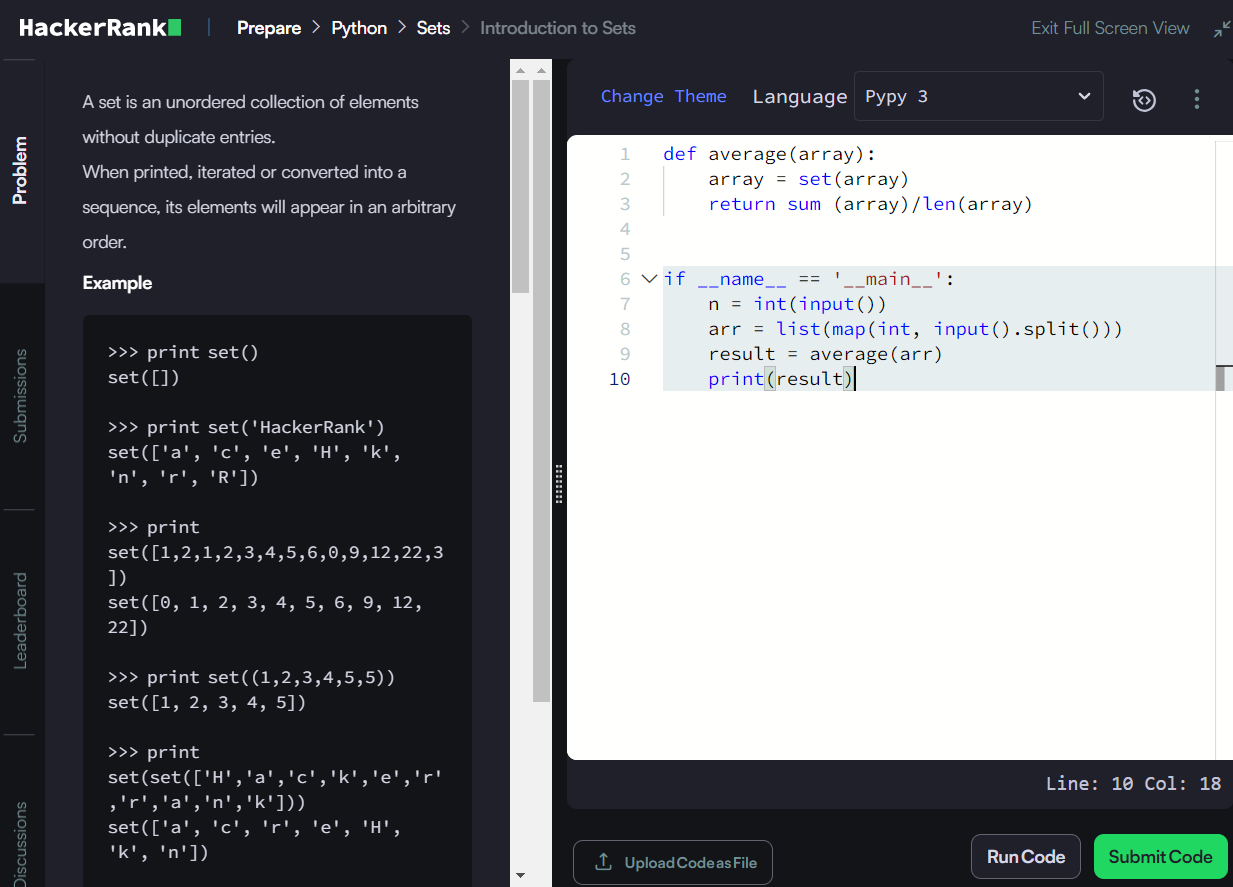 HackerRank
Prepare > Python > Sets > Introduction to Sets
Exit Full Screen View
Problem
Submissions
Leaderboard
Discussions
A set is an unordered collection of elements
without duplicate entries.
When printed, iterated or converted into a
sequence, its elements will appear in an arbitrary
order.
Example
>>> print set()
set([])
>>> print set('HackerRank')
set(['a', 'c', 'e', 'H', 'k',
'n', 'r', 'R'])
>>> print
set([1,2,1,2,3,4,5,6,0,9,12,22,3
])
set([0, 1, 2, 3, 4, 5, 6, 9, 12,
22])
>>> print set((1,2,3,4,5,5))
set([1, 2, 3, 4, 5])
>>> print
set(set(['H','a','c','k','e','r'
,'r','a','n','k']))
set(['a', 'c', 'r', 'e', 'H',
'k', 'n'])
Change Theme Language Pypy 3
1 def average(array):
2 array = set(array)
3 return sum (array)/len(array)
4
5
6 if __name__ == '__main__':
7 n = int(input())
8 arr = list(map(int, input().split()))
9 result = average(arr)
10 print(result)
Line: 10 Col: 18
Upload Code as File
Run Code
Submit Code